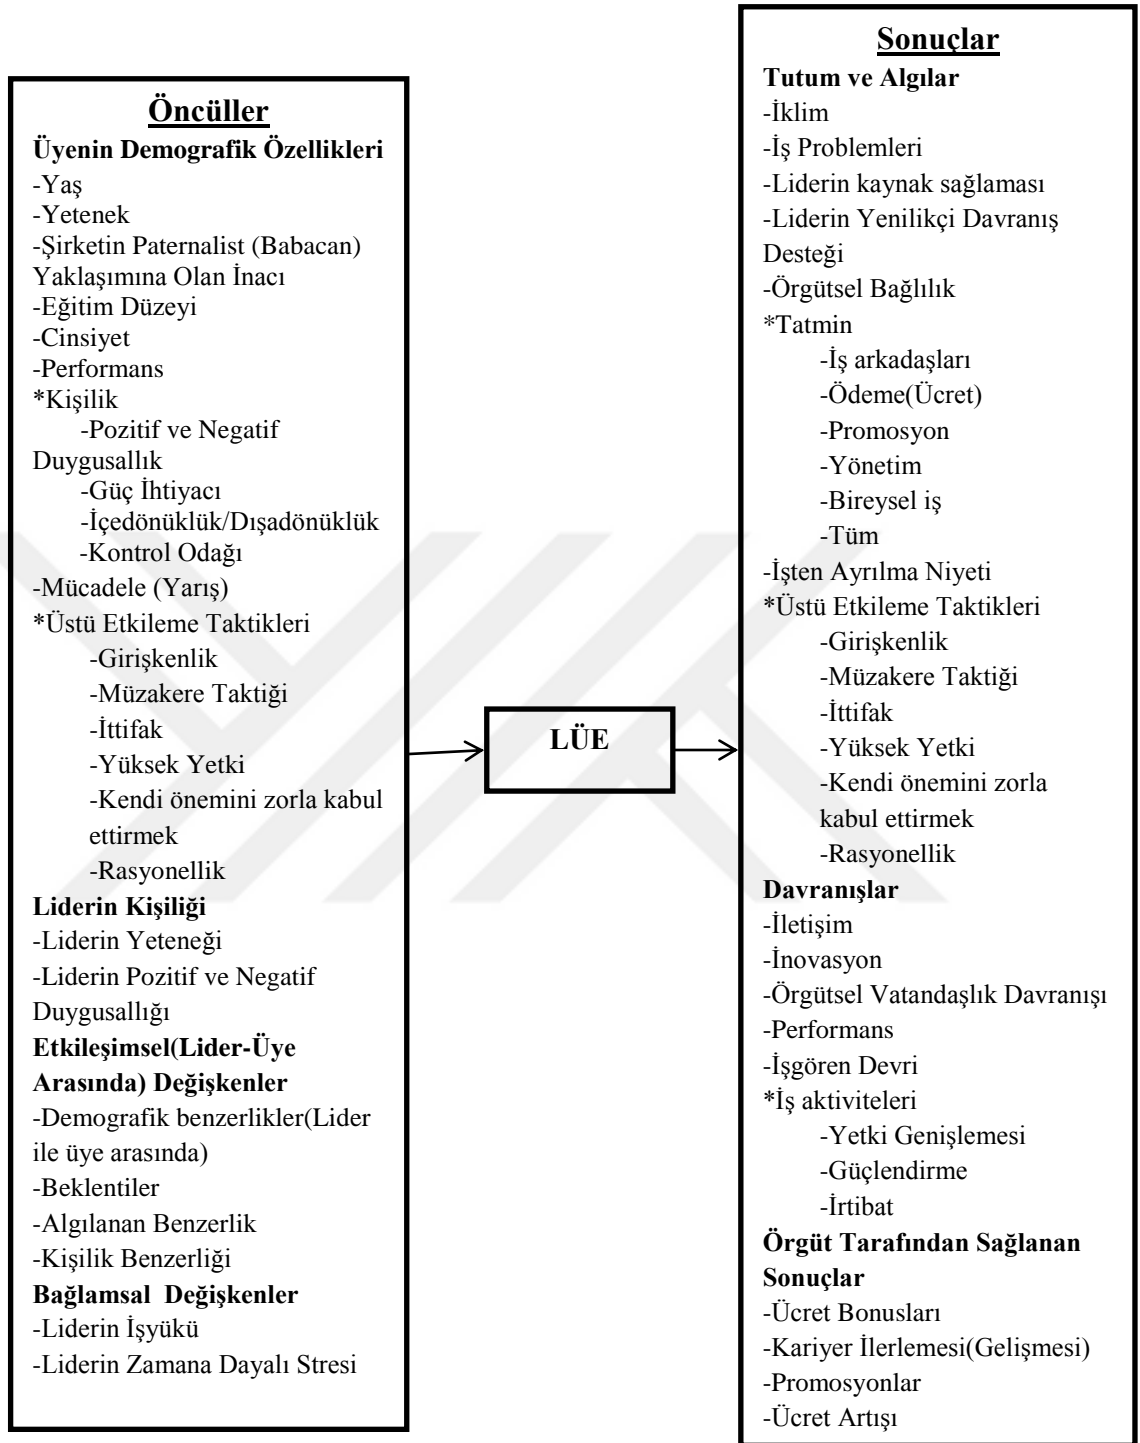 Öncüller
Üyenin Demografik Özellikleri
-Yaş
-Yetenek
-Şirketin Paternalist (Babacan)
Yaklaşımına Olan İnacı
-Eğitim Düzeyi
-Cinsiyet
-Performans
*Kişilik
-Pozitif ve Negatif
Duygusallık
-Güç İhtiyacı
-İçedönüklük/Dışadönüklük
-Kontrol Odağı
-Mücadele (Yarış)
*Üstü Etkileme Taktikleri
-Girişkenlik
-Müzakere Taktiği
-İttifak
-Yüksek Yetki
-Kendi önemini zorla kabul
ettirmek
-Rasyonellik
Liderin Kişiliği
-Liderin Yeteneği
-Liderin Pozitif ve Negatif
Duygusallığı
Etkileşimsel(Lider-Üye
Arasında) Değişkenler
-Demografik benzerlikler(Lider
ile üye arasında)
-Beklentiler
-Algılanan Benzerlik
-Kişilik Benzerliği
Bağlamsal Değişkenler
-Liderin İşyükü
-Liderin Zamana Dayalı Stresi
LÜE
Sonuçlar
Tutum ve Algılar
-İklim
-İş Problemleri
-Liderin kaynak sağlaması
-Liderin Yenilikçi Davranış
Desteği
-Örgütsel Bağlılık
*Tatmin
-İş arkadaşları
-Ödeme(Ücret)
-Promosyon
-Yönetim
-Bireysel iş
-Tüm
-İşten Ayrılma Niyeti
*Üstü Etkileme Taktikleri
-Girişkenlik
-Müzakere Taktiği
-İttifak
-Yüksek Yetki
-Kendi önemini zorla
kabul ettirmek
-Rasyonellik
Davranışlar
-İletişim
-İnovasyon
-Örgütsel Vatandaşlık Davranışı
-Performans
-İşgören Devri
*İş aktiviteleri
-Yetki Genişlemesi
-Güçlendirme
-İrtibat
Örgüt Tarafından Sağlanan
Sonuçlar
-Ücret Bonusları
-Kariyer İlerlemesi(Gelişmesi)
-Promosyonlar
-Ücret Artışı